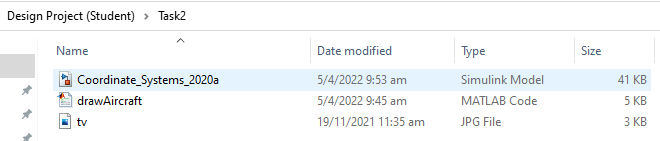 Design Project (Student) > Task2
Name Date modified Type Size
Coordinate_Systems_2020a 5/4/2022 9:53 am Simulink Model 41 KB
drawAircraft 5/4/2022 9:45 am MATLAB Code 5 KB
tv 19/11/2021 11:35 am JPG File 3 KB